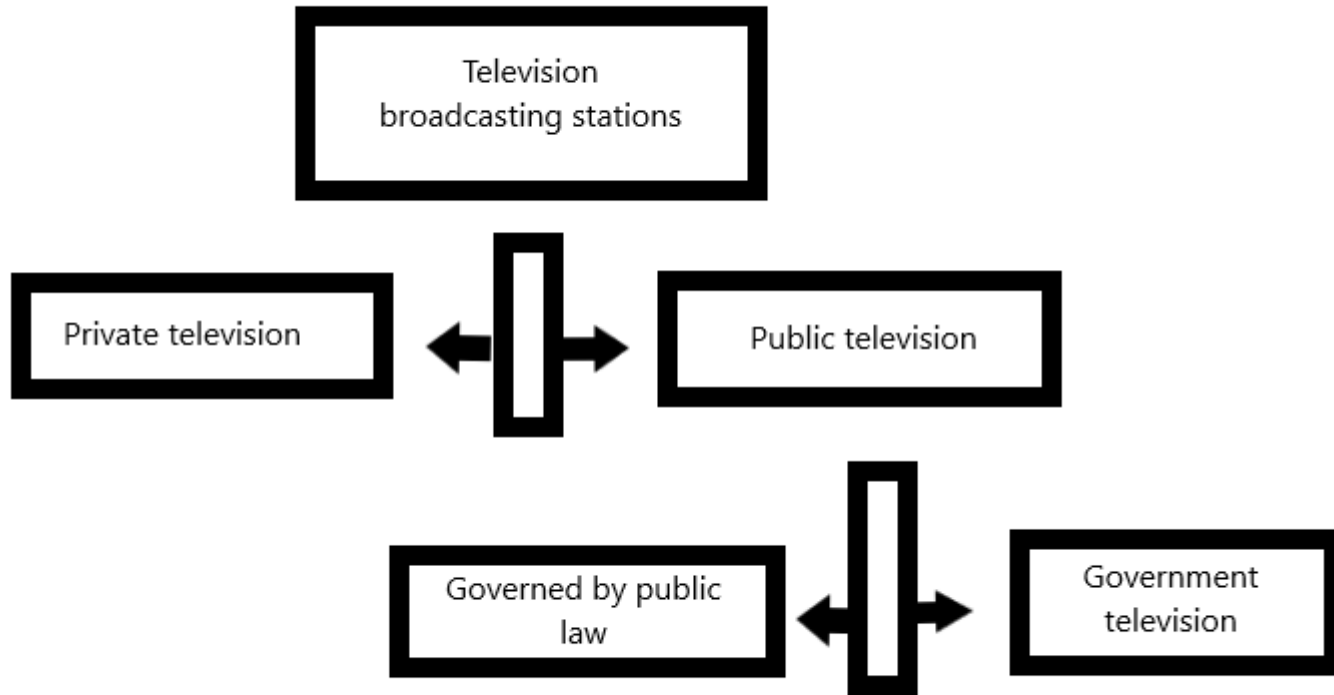 Television
broadcasting stations
Private television
Public television
Governed by public
law
Government
television